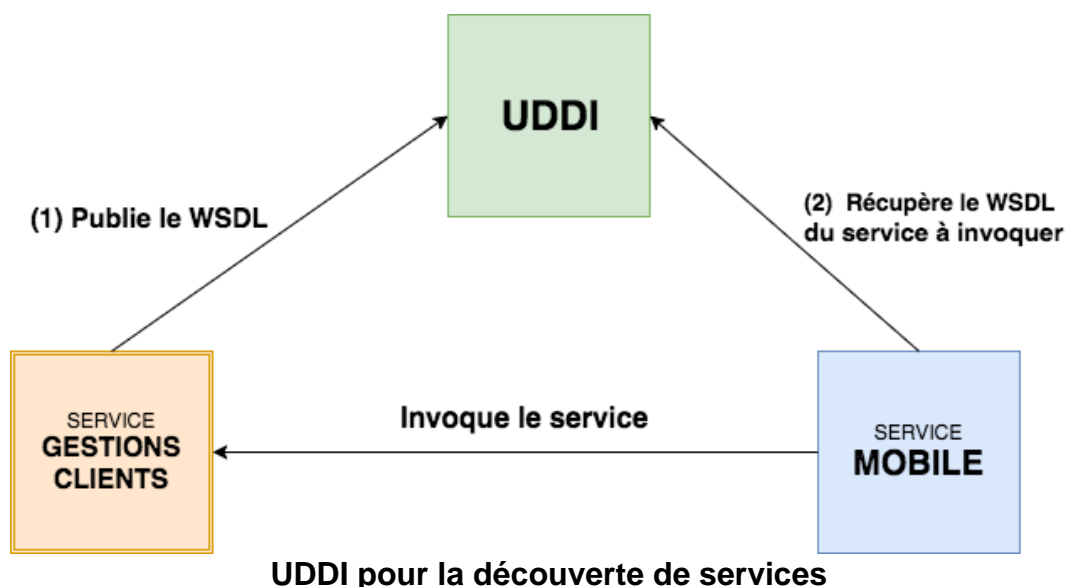 UDDI
(1) Publie le WSDL
(2) Récupère le WSDL
du service à invoquer
SERVICE
GESTIONS
CLIENTS
Invoque le service
SERVICE
MOBILE
UDDI pour la découverte de services